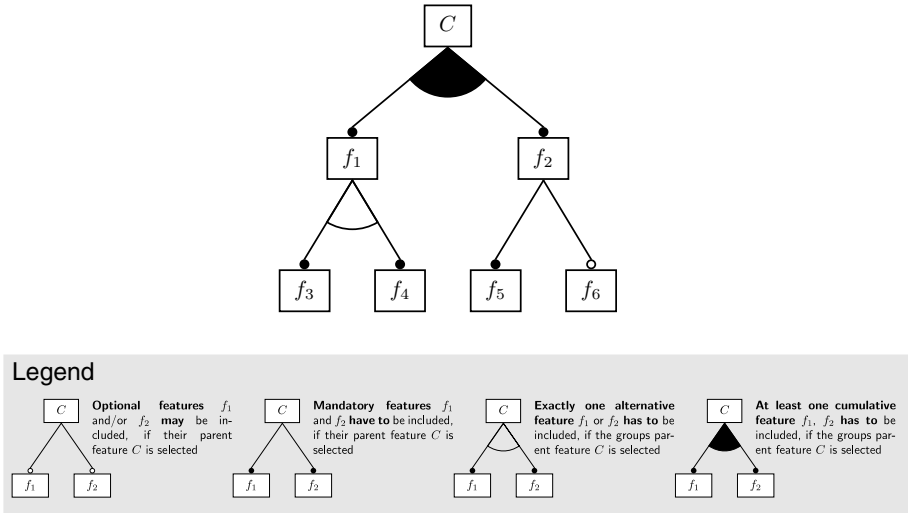 C
f₁ f₂
f₃ f₄ f₅ f₆
Legend
C
Optional features f₁
and/or f₂ may be in-
cluded, if their parent
feature C is selected
f₁ f₂
C
Mandatory features f₁
and f₂ have to be included,
if their parent feature C is
selected
f₁ f₂
C
Exactly one alternative
feature f₁ or f₂ has to be
included, if the groups par-
ent feature C is selected
f₁ f₂
C
At least one cumulative
feature f₁, f₂ has to be
included, if the groups par-
ent feature C is selected
f₁ f₂